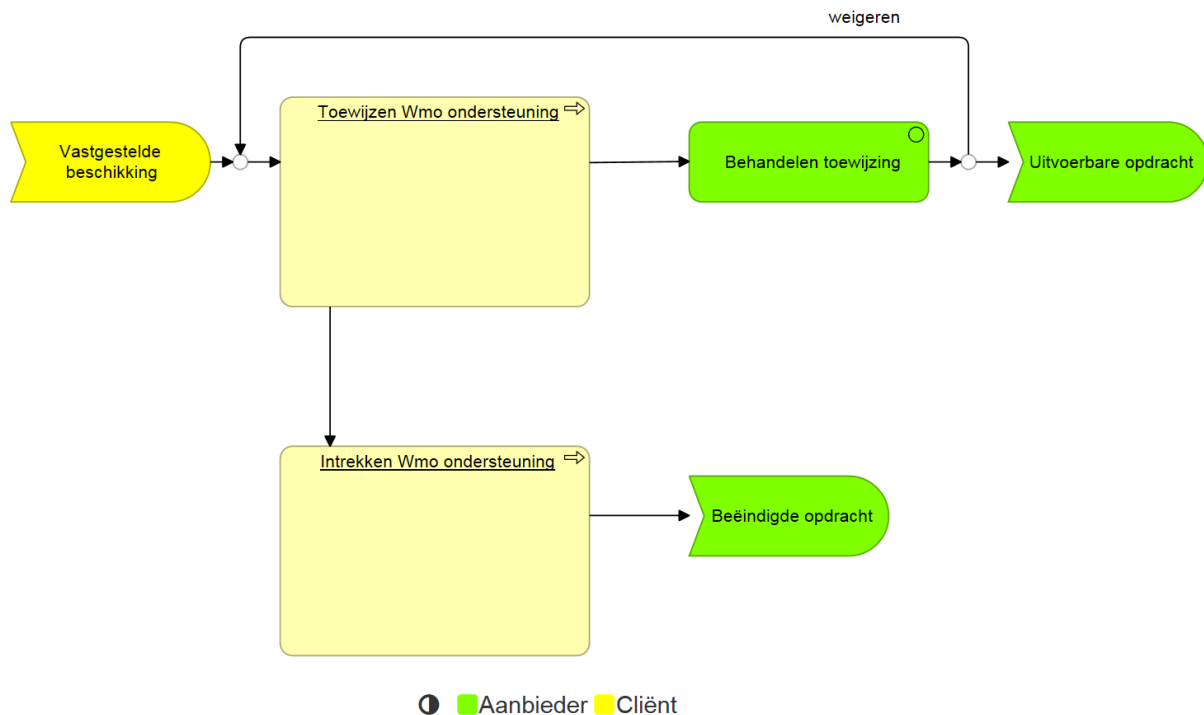 weigeren
Toewijzen Wmo ondersteuning
Vastgestelde
beschikking
Behandelen toewijzing
Uitvoerbare opdracht
Intrekken Wmo ondersteuning
Beëindigde opdracht
Aanbieder Cliënt